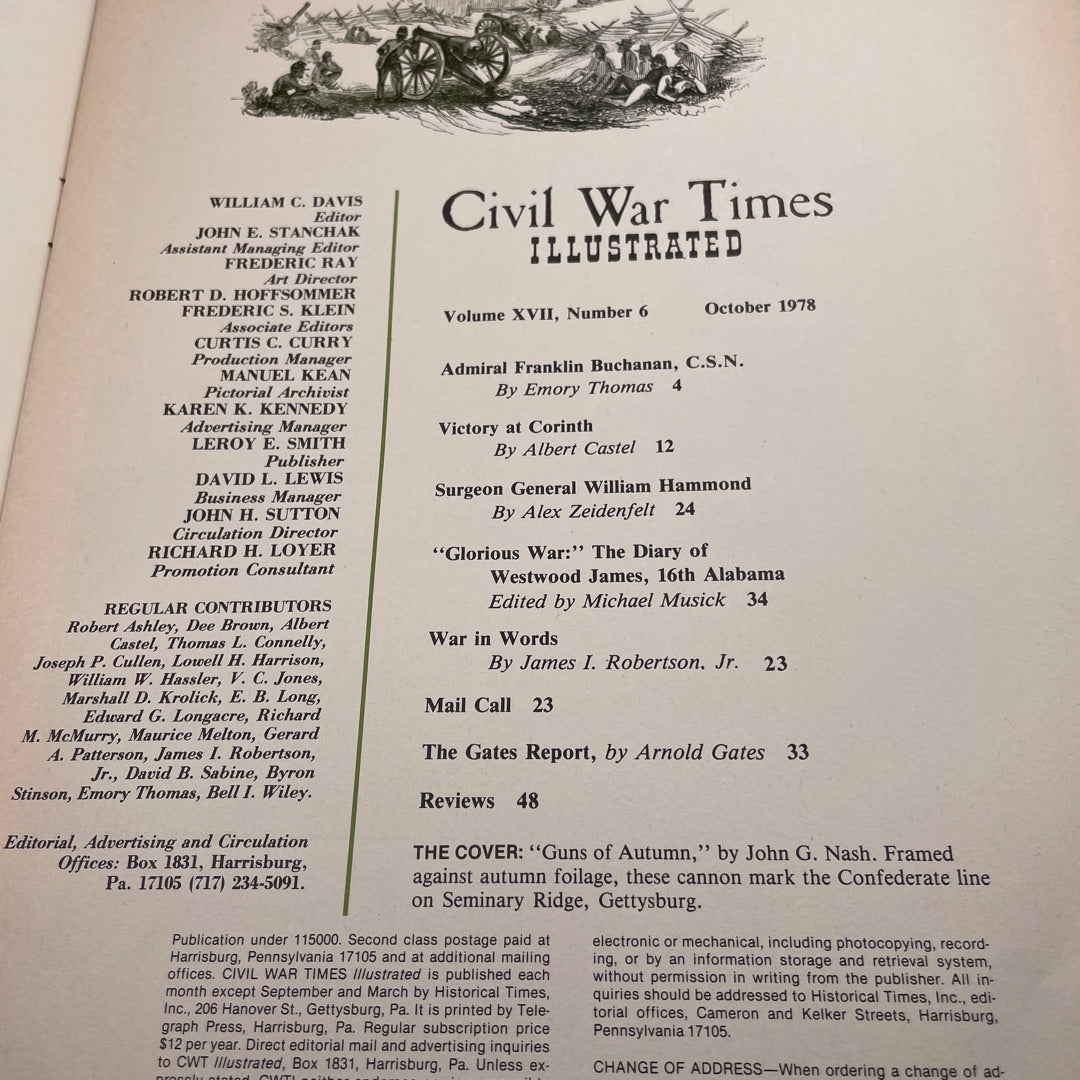 WILLIAM C. DAVIS
Editor
JOHN E. STANCHAK
Assistant Managing Editor
FREDERIC RAY
Art Director
ROBERT D. HOFFSOMMER
FREDERIC S. KLEIN
Associate Editors
CURTIS C. CURRY
Production Manager
MANUEL KEAN
Pictorial Archivist
KAREN K. KENNEDY
Advertising Manager
LEROY E. SMITH
Publisher
DAVID L. LEWIS
Business Manager
JOHN H. SUTTON
Circulation Director
RICHARD H. LOYER
Promotion Consultant
REGULAR CONTRIBUTORS
Robert Ashley, Dee Brown, Albert
Castel, Thomas L. Connelly,
Joseph P. Cullen, Lowell H. Harrison,
William W. Hassler, V. C. Jones,
Marshall D. Krolick, E. B. Long,
Edward G. Longacre, Richard
M. McMurry, Maurice Melton, Gerard
A. Patterson, James I. Robertson,
Jr., David B. Sabine, Byron
Stinson, Emory Thomas, Bell I. Wiley.
Editorial, Advertising and Circulation
Offices: Box 1831, Harrisburg,
Pa. 17105 (717) 234-5091.
Civil War Times
ILLUSTRATED
Volume XVII, Number 6 October 1978
Admiral Franklin Buchanan, C.S.N.
By Emory Thomas 4
Victory at Corinth
By Albert Castel 12
Surgeon General William Hammond
By Alex Zeidenfelt 24
“Glorious War:” The Diary of
Westwood James, 16th Alabama
Edited by Michael Musick 34
War in Words
By James I. Robertson. Jr. 23
Mail Call 23
The Gates Report, by Arnold Gates 33
Reviews 48
THE COVER: “Guns of Autumn,” by John G. Nash. Framed
against autumn foilage, these cannon mark the Confederate line
on Seminary Ridge, Gettysburg.
Publication under 115000. Second class postage paid at
Harrisburg, Pennsylvania 17105 and at additional mailing
offices. CIVIL WAR TIMES Illustrated is published each
month except September and March by Historical Times,
Inc., 206 Hanover St., Gettysburg, Pa. It is printed by Tele-
graph Press, Harrisburg, Pa. Regular subscription price
$12 per year. Direct editorial mail and advertising inquiries
to CWT Illustrated, Box 1831, Harrisburg, Pa. Unless ex-
electronic or mechanical, including photocopying, record-
ing, or by an information storage and retrieval system,
without permission in writing from the publisher. All in-
quiries should be addressed to Historical Times, Inc., edi-
torial offices, Cameron and Kelker Streets, Harrisburg,
Pennsylvania 17105.
CHANGE OF ADDRESS—When ordering a change of ad-